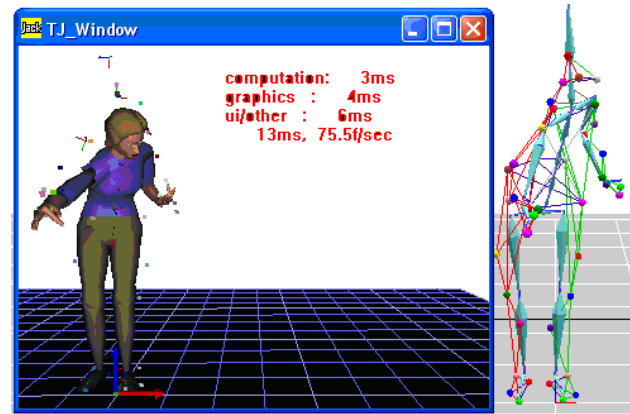 Jack TJ_Window
computation: 3ms
graphics : 4ms
ui/other : 6ms
13ms, 75.5f/sec